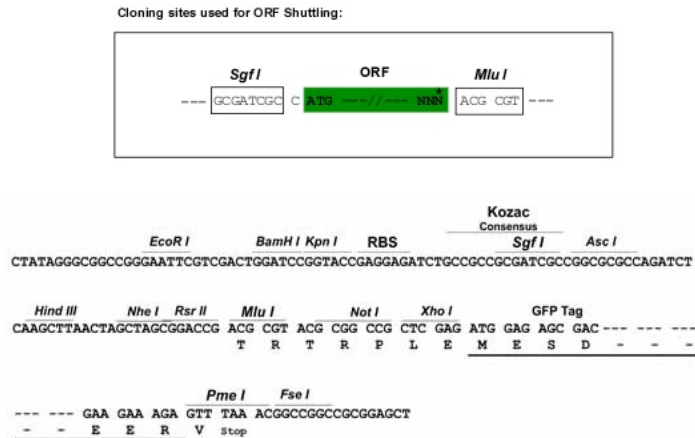 Cloning sites used for ORF Shuttling:
Sgf I ORF Mlu I
--- GCGATCGC C ATG ---//--- NNN* ACG CGT ---
Kozac
Consensus
EcoR I BamH I Kpn I RBS Sgf I Asc I
CTATAGGGCGGCCGGGAATTCGTCGACTGGATCCGGTACCGAGGAGATCTGCCGCCGCGATCGCCGGCGCGCCAGATCT
Hind III Nhe I Rsr II Mlu I Not I Xho I GFP Tag
CAAGCTTAACTAGCTAGCGGACCG ACG CGT ACG CGG CCG CTC GAG ATG GAG AGC GAC--- --- ---
T R T R P L E M E S D - - -
Pme I Fse I
--- --- GAA GAA AGA GTT TAA ACGGCCGGCCGCGGAGCT
- - E E R V Stop